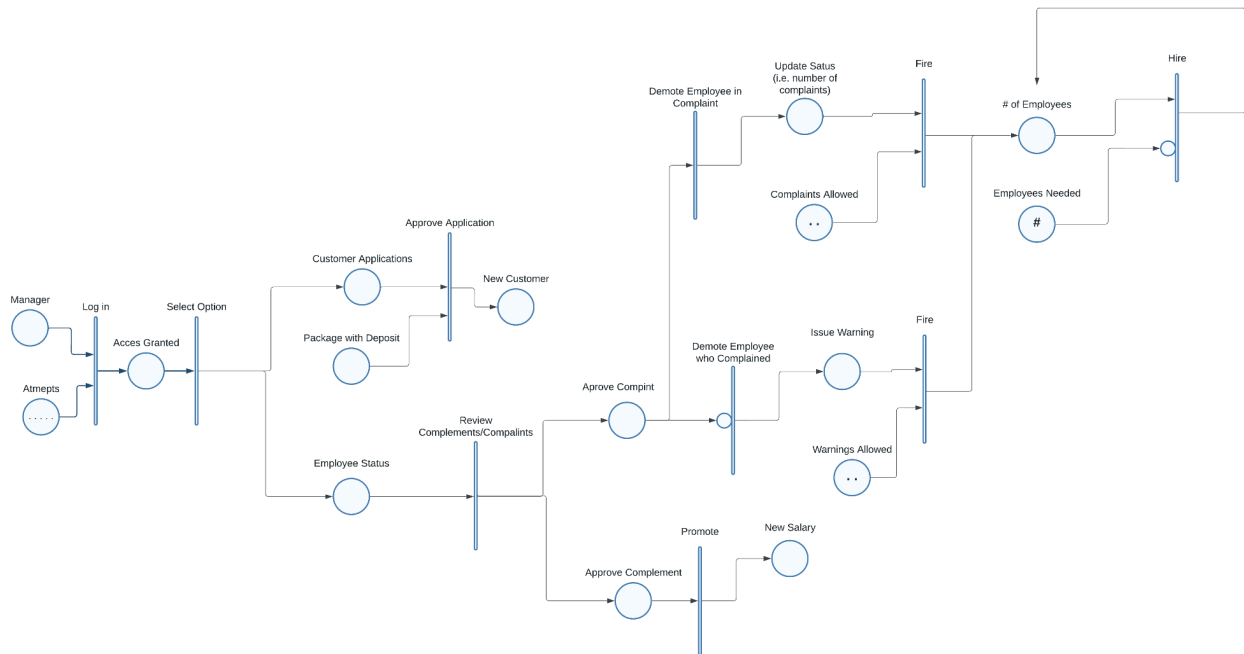 Hire
Fire
Update Satus
(i.e. number of
complaints)
Demote Employee in
Complaint
# of Employees
Complaints Allowed
. .
Employees Needed
#
Approve Application
Customer Applications
New Customer
Manager
Log in
Select Option
Acces Granted
Package with Deposit
Atmepts
. . . . .
Fire
Issue Warning
Demote Employee
who Complained
Aprove Compint
Review
Complements/Compalints
Warnings Allowed
. .
Employee Status
Promote
New Salary
Approve Complement